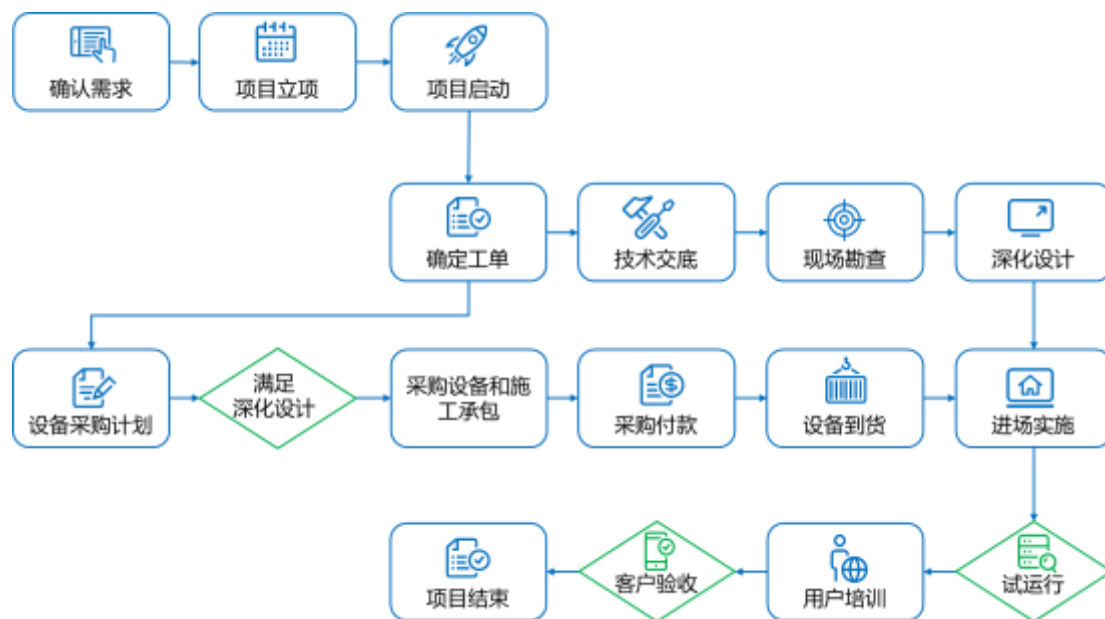 确认需求
项目立项
项目启动
确定工单
技术交底
现场勘查
深化设计
设备采购计划
满足
深化设计
采购设备和施
工承包
采购付款
设备到货
进场实施
项目结束
客户验收
用户培训
试运行